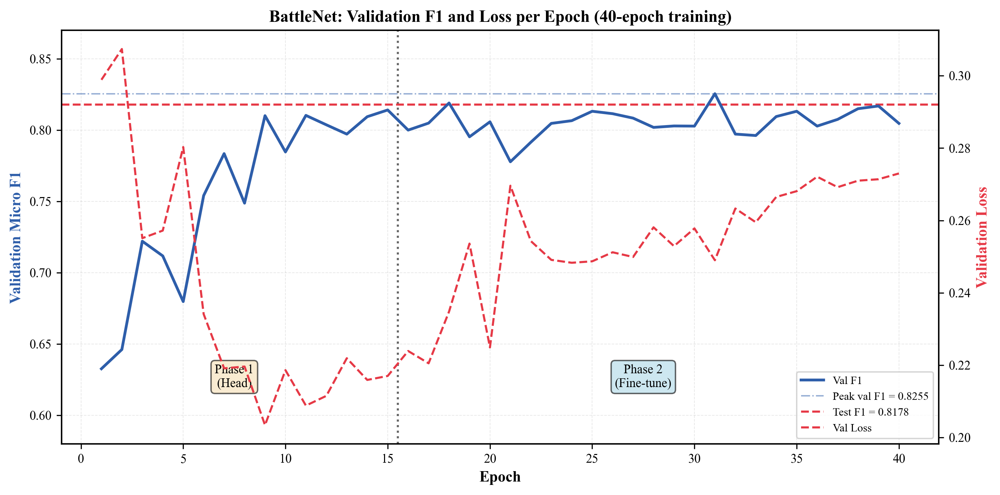 BattleNet: Validation F1 and Loss per Epoch (40-epoch training)
Validation Micro F1
0.85
0.80
0.75
0.70
0.65
0.60
0.30
0.28
0.26
0.24
0.22
0.20
Validation Loss
Phase 1
(Head)
Phase 2
(Fine-tune)
Val F1
Peak val F1 = 0.8255
Test F1 = 0.8178
Val Loss
0 5 10 15 20 25 30 35 40
Epoch